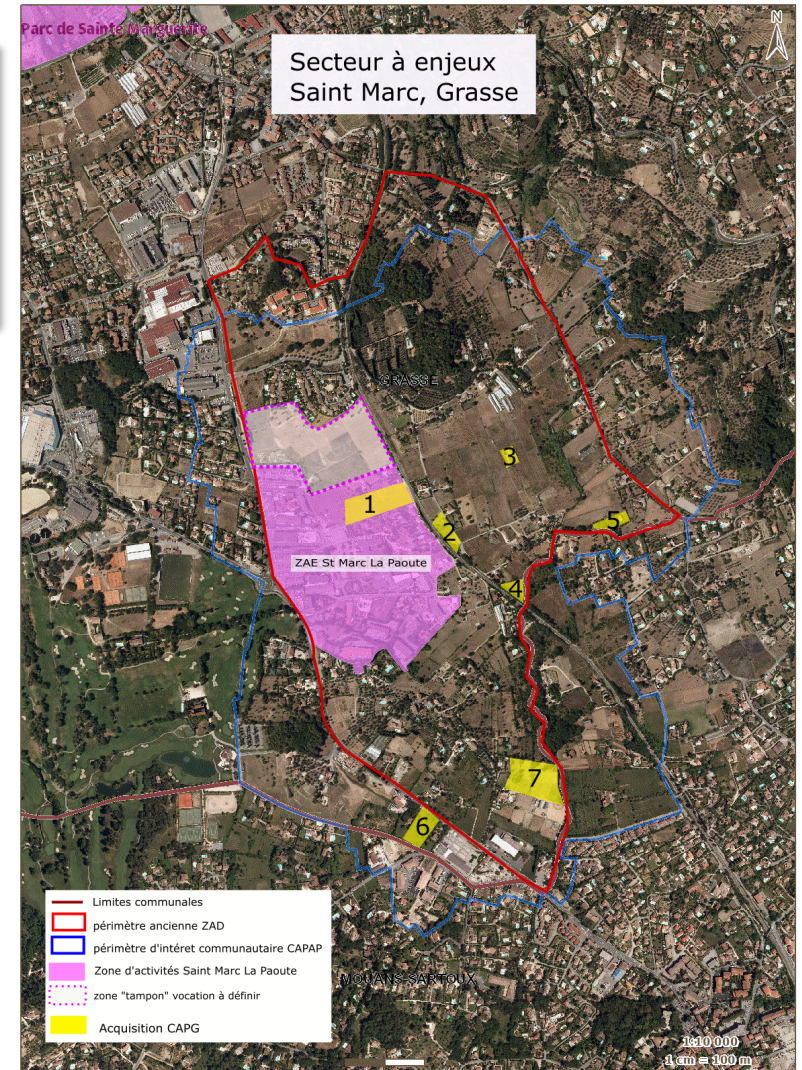 Parc de Sainte Marguerite
N
Secteur à enjeux
Saint Marc, Grasse
GRASSE
3
1
2
5
ZAE St Marc La Paoute
4
7
6
Limites communales
périmètre ancienne ZAD
périmètre d'intéret communautaire CAPAP
Zone d'activités Saint Marc La Paoute
zone "tampon" vocation à définir
Acquisition CAPG
MOUANS-SARTOUX
1:10 000
1 cm = 100 m